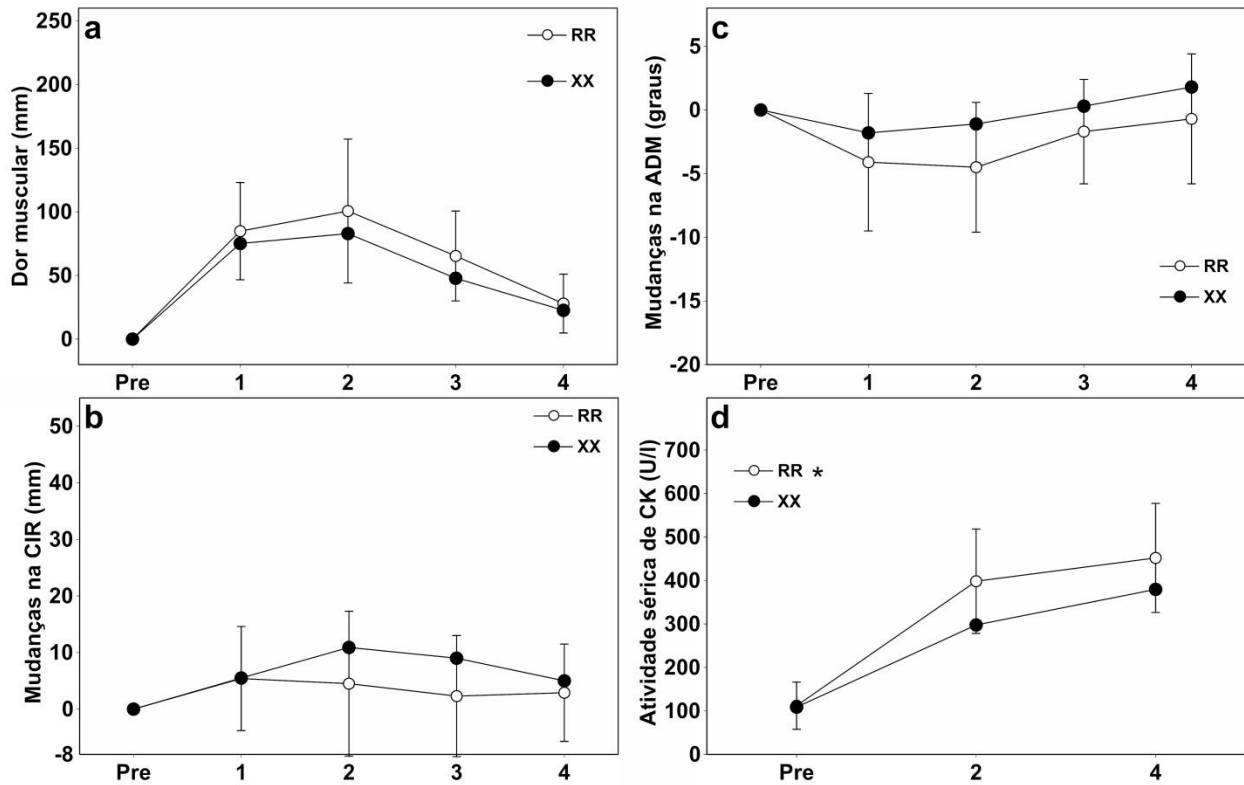 a
Dor muscular (mm)
250
200
150
100
50
0
RR
XX
Pre 1 2 3 4
b
Mudanças na CIR (mm)
50
40
30
20
10
0
-8
RR
XX
Pre 1 2 3 4
c
Mudanças na ADM (graus)
5
0
-5
-10
-15
-20
RR
XX
Pre 1 2 3 4
d
Atividade sérica de CK (U/l)
700
600
500
400
300
200
100
0
RR *
XX
Pre 2 4